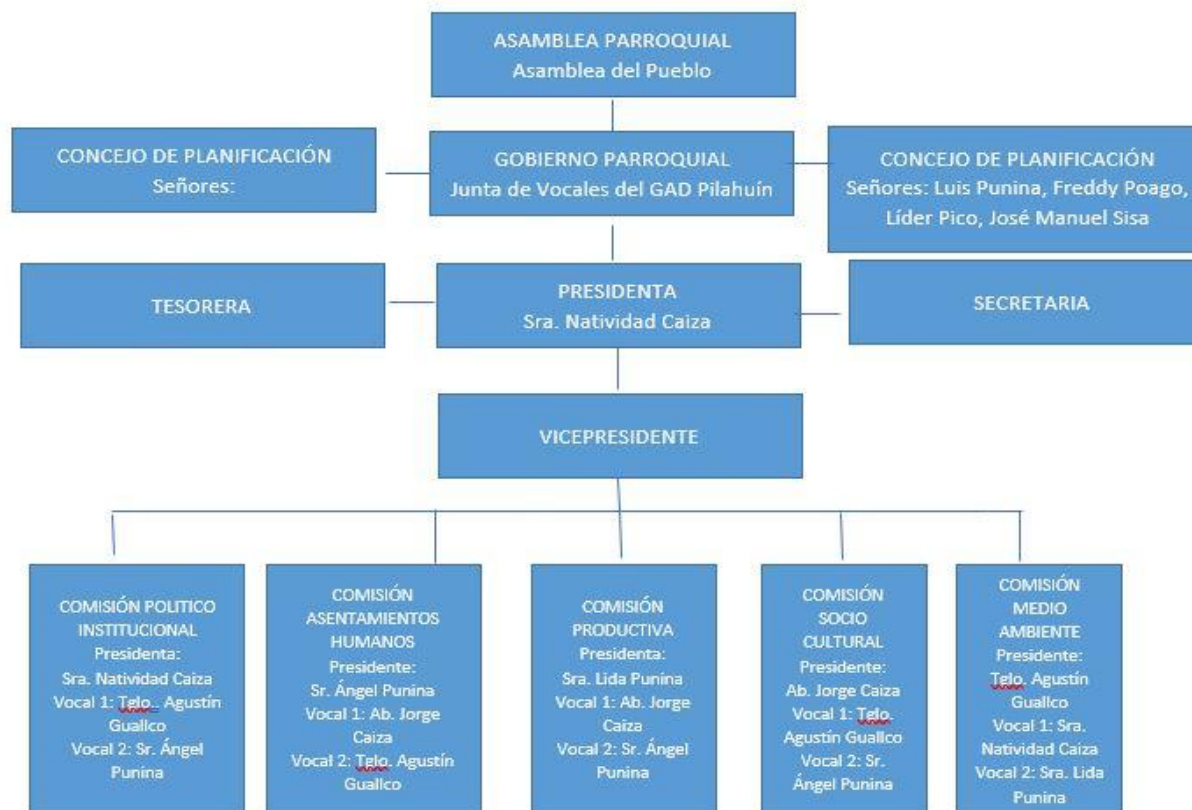 ASAMBLEA PARROQUIAL
Asamblea del Pueblo
CONCEJO DE PLANIFICACIÓN
Señores:
GOBIERNO PARROQUIAL
Junta de Vocales del GAD Pilahuín
CONCEJO DE PLANIFICACIÓN
Señores: Luis Punina, Freddy Poago,
Líder Pico, José Manuel Sisa
TESORERA
PRESIDENTA
Sra. Natividad Caiza
SECRETARIA
VICEPRESIDENTE
COMISIÓN POLITICO
INSTITUCIONAL
Presidenta:
Sra. Natividad Caiza
Vocal 1: Tglo.. Agustín
Guallco
Vocal 2: Sr. Ángel
Punina
COMISIÓN
ASENTAMIENTOS
HUMANOS
Presidente:
Sr. Ángel Punina
Vocal 1: Ab. Jorge
Caiza
Vocal 2: Tglo. Agustín
Guallco
COMISIÓN
PRODUCTIVA
Presidenta:
Sra. Lida Punina
Vocal 1: Ab. Jorge
Caiza
Vocal 2: Sr. Ángel
Punina
COMISIÓN
SOCIO
CULTURAL
Presidente:
Ab. Jorge Caiza
Vocal 1: Tglo.
Agustín Guallco
Vocal 2: Sr.
Ángel Punina
COMISIÓN
MEDIO
AMBIENTE
Presidente:
Tglo. Agustín
Guallco
Vocal 1: Sra.
Natividad Caiza
Vocal 2: Sra. Lida
Punina